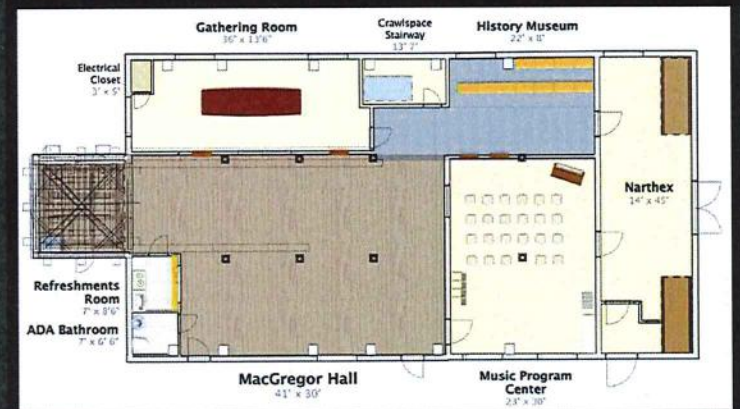 Gathering Room
36' x 13'6"
Crawlspace
Stairway
13' 7"
History Museum
22' x 8'
Electrical
Closet
3' x 5'
Narthex
14' x 45'
Refreshments
Room
7' x 8'6"
ADA Bathroom
7' x 6' 6"
MacGregor Hall
41' x 30'
Music Program
Center
23' x 30'